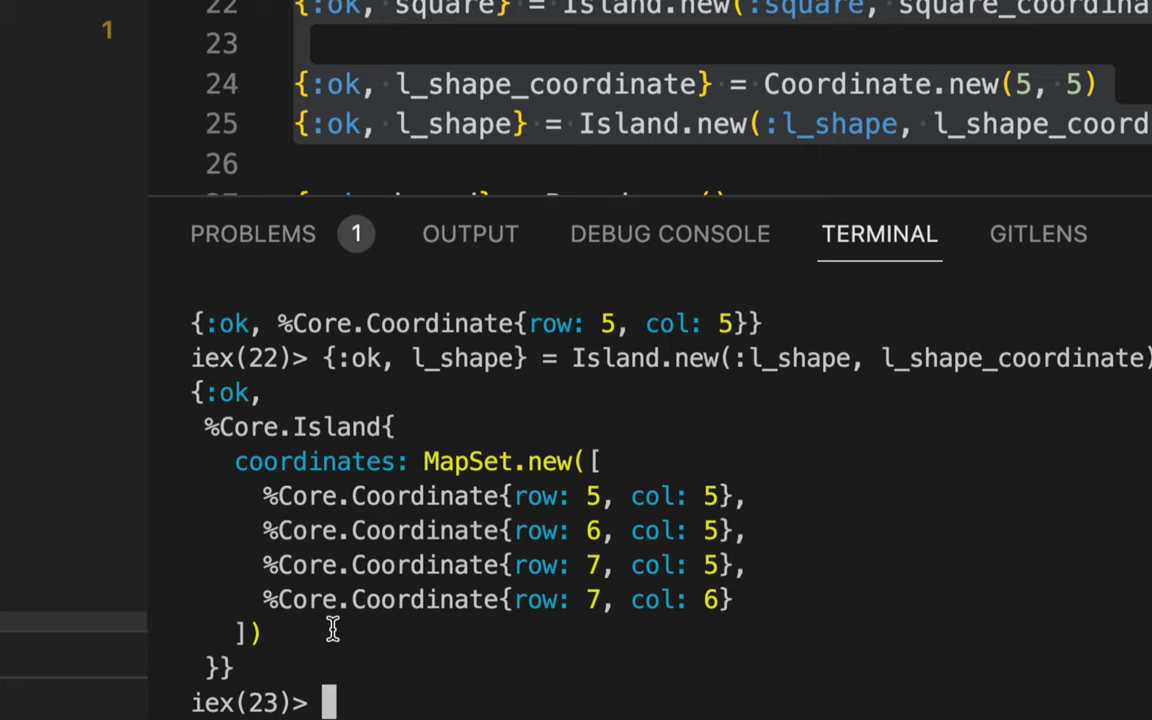 1
22 {:ok, square} = Island.new(:square, square_coordina
23
24 {:ok, l_shape_coordinate} = Coordinate.new(5, 5)
25 {:ok, l_shape} = Island.new(:l_shape, l_shape_coord
26
PROBLEMS 1 OUTPUT DEBUG CONSOLE TERMINAL GITLENS
{:ok, %Core.Coordinate{row: 5, col: 5}}
iex(22)> {:ok, l_shape} = Island.new(:l_shape, l_shape_coordinate)
{:ok,
%Core.Island{
coordinates: MapSet.new([
%Core.Coordinate{row: 5, col: 5},
%Core.Coordinate{row: 6, col: 5},
%Core.Coordinate{row: 7, col: 5},
%Core.Coordinate{row: 7, col: 6}
])
}}
iex(23)>